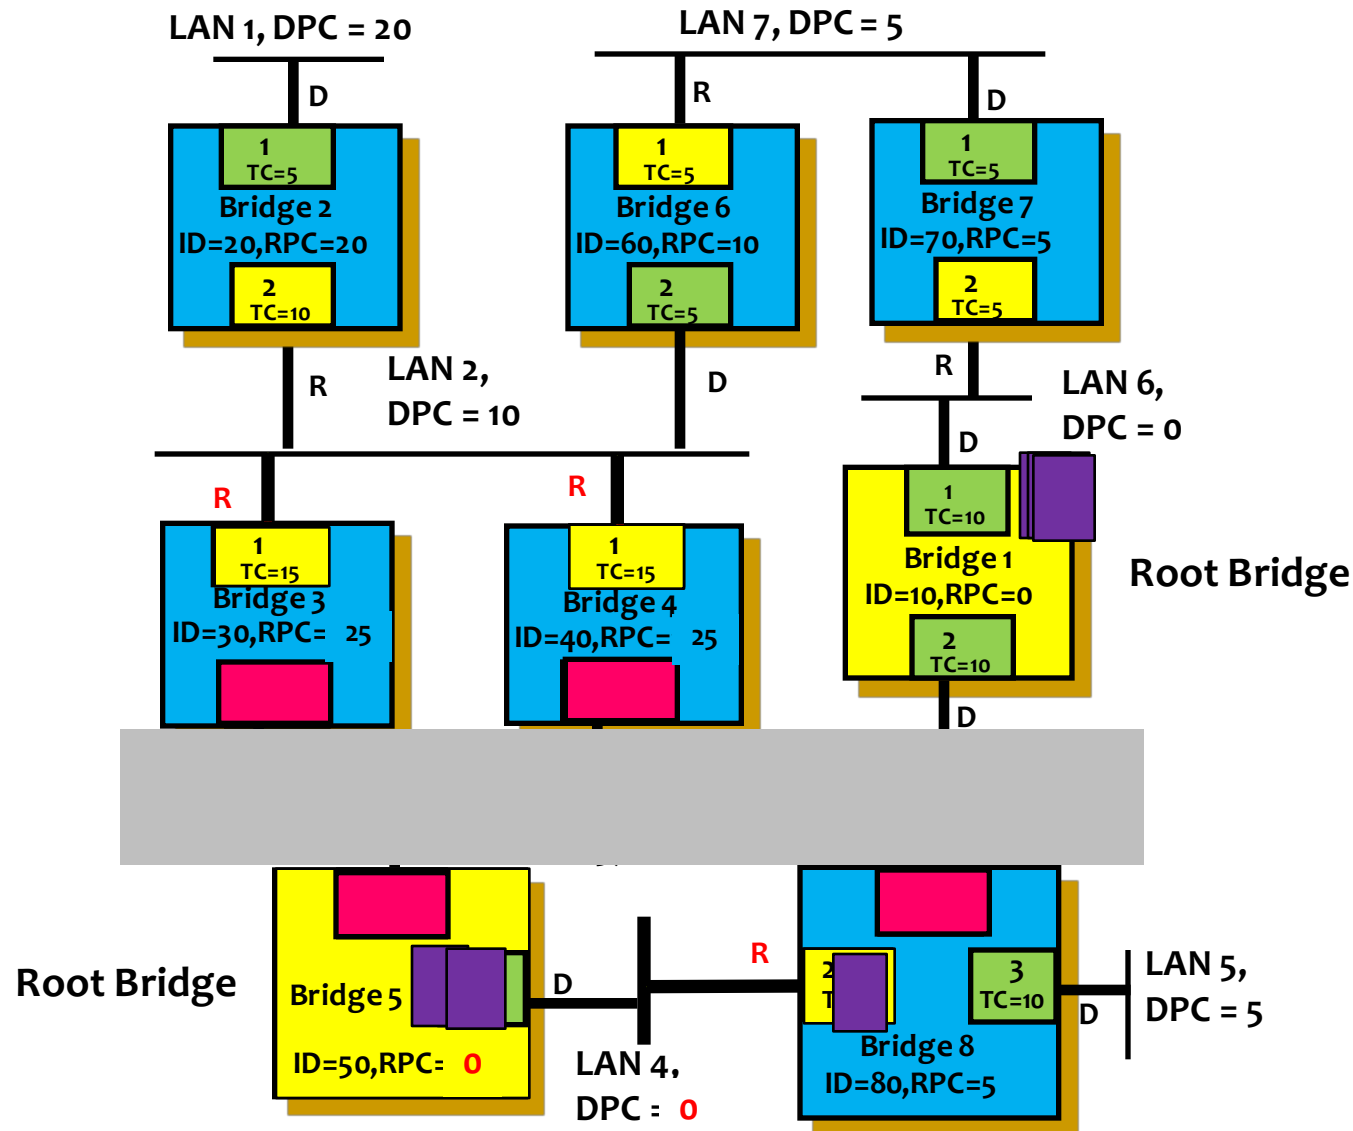 LAN 1, DPC = 20
LAN 7, DPC = 5
D
R
D
1
TC=5
Bridge 2
ID=20,RPC=20
2
TC=10
1
TC=5
Bridge 6
ID=60,RPC=10
2
TC=5
1
TC=5
Bridge 7
ID=70,RPC=5
2
TC=5
R
LAN 2,
DPC = 10
D
R
LAN 6,
DPC = 0
D
R
R
1
TC=15
Bridge 3
ID=30,RPC= 25
1
TC=15
Bridge 4
ID=40,RPC= 25
1
TC=10
Bridge 1
ID=10,RPC=0
2
TC=10
Root Bridge
D
Root Bridge
Bridge 5
ID=50,RPC= 0
D
LAN 4,
DPC = 0
R
2
3
TC=10
Bridge 8
ID=80,RPC=5
D
LAN 5,
DPC = 5